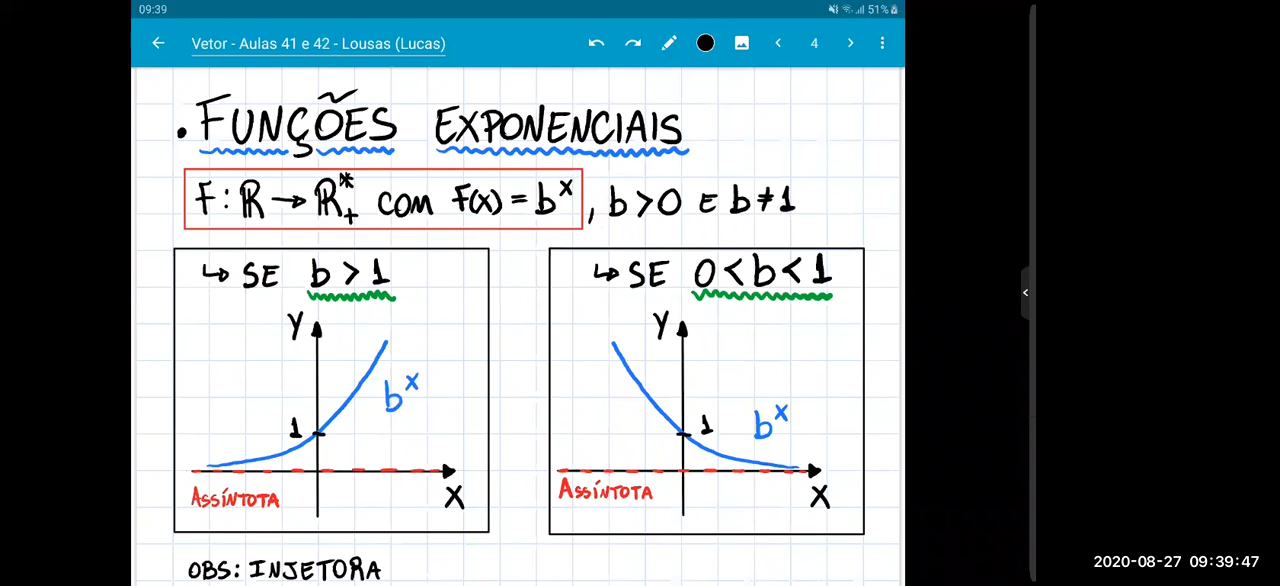 09:39
51%
Vetor - Aulas 41 e 42 - Lousas (Lucas)
4
• FUNÇÕES EXPONENCIAIS
F: ℝ → ℝ*₊ COM F(X) = bˣ, b > 0 E b ≠ 1
↳ SE b > 1
Y
bˣ
1
ASSÍNTOTA
X
↳ SE 0 < b < 1
Y
1
bˣ
ASSÍNTOTA
X
OBS: INJETORA
<
2020-08-27 09:39:47